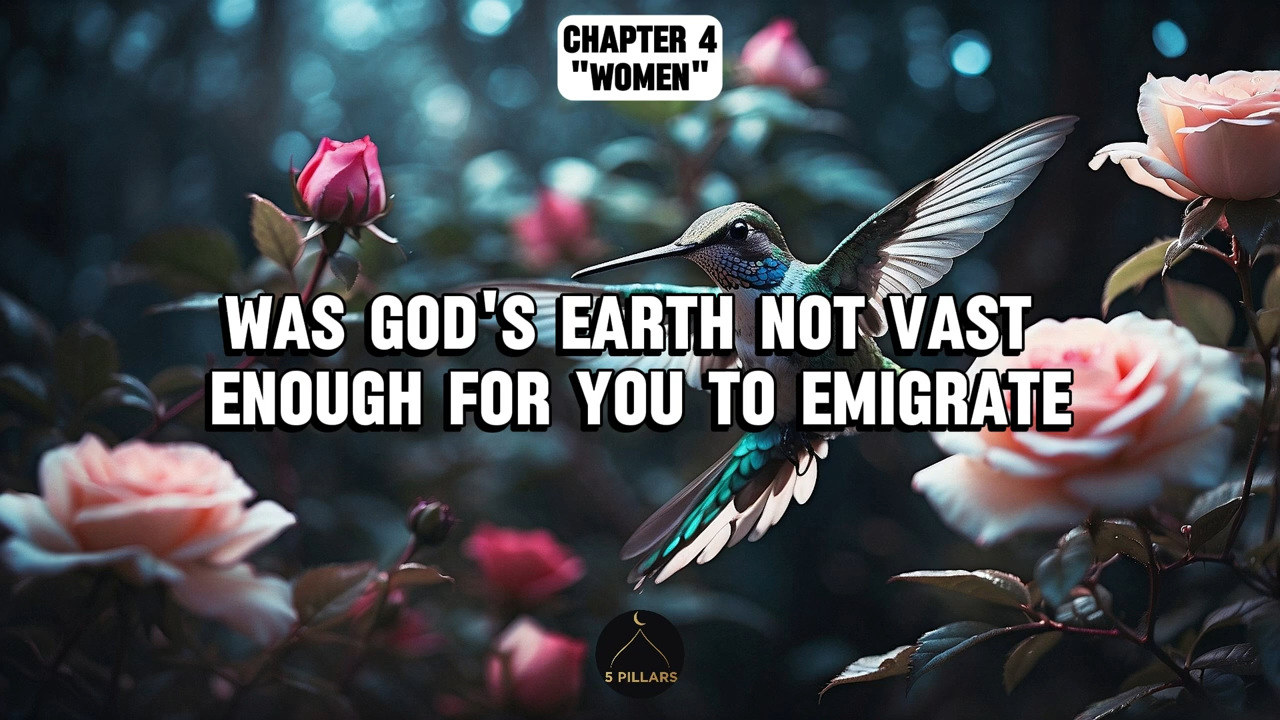 CHAPTER 4
"WOMEN"
WAS GOD'S EARTH NOT VAST
ENOUGH FOR YOU TO EMIGRATE
5 PILLARS